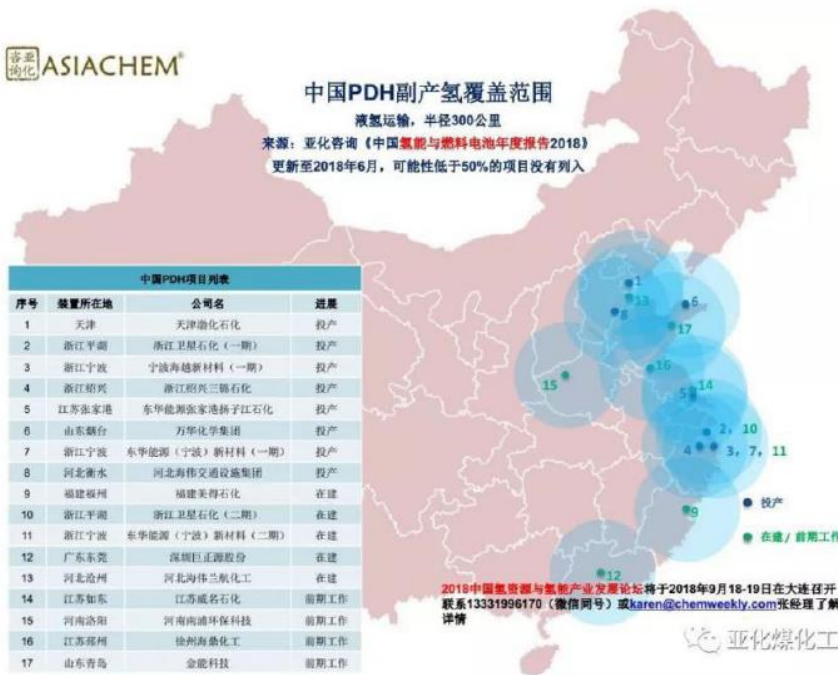 咨亚
询化
ASIACHEM®
中国PDH副产氢覆盖范围
液氢运输，半径300公里
来源：亚化咨询《中国氢能与燃料电池年度报告2018》
更新至2018年6月，可能性低于50%的项目没有列入
中国PDH项目列表
序号 装置所在地 公司名 进展
1 天津 天津渤化石化 投产
2 浙江平湖 浙江卫星石化（一期） 投产
3 浙江宁波 宁波海越新材料（一期） 投产
4 浙江绍兴 浙江绍兴三锦石化 投产
5 江苏张家港 东华能源张家港扬子江石化 投产
6 山东烟台 万华化学集团 投产
7 浙江宁波 东华能源（宁波）新材料（一期） 投产
8 河北衡水 河北海伟交通设施集团 投产
9 福建福州 福建美得石化 在建
10 浙江平湖 浙江卫星石化（二期） 在建
11 浙江宁波 东华能源（宁波）新材料（二期） 在建
12 广东东莞 深圳巨正源股份 在建
13 河北沧州 河北海伟兰航化工 在建
14 江苏如东 江苏威名石化 前期工作
15 河南洛阳 河南南浦环保科技 前期工作
16 江苏邳州 徐州海鼎化工 前期工作
17 山东青岛 金能科技 前期工作
1
13
6
8
17
16
15
14
5
2，10
4
3，7，11
9
12
投产
在建/前期工作
2018中国氢资源与氢能产业发展论坛将于2018年9月18-19日在大连召开
联系13331996170（微信同号）或karen@chemweekly.com张经理了解
详情
亚化煤化工